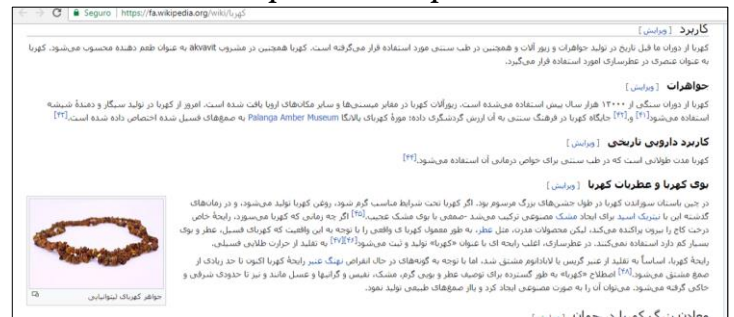 Seguro | https://fa.wikipedia.org/wiki/کهربا
کاربرد [ویرایش]
کهربا از دوران ما قبل تاریخ در تولید جواهرات و زیور آلات و همچنین در طب سنتی مورد استفاده قرار می‌گرفته است. کهربا همچنین در مشروب akvavit به عنوان طعم دهنده محسوب می‌شود. کهربا
به عنوان عنصری در عطرسازی امورد استفاده قرار می‌گیرد.
جواهرات [ویرایش]
کهربا از دوران سنگی از ۱۳۰۰۰ هزار سال پیش استفاده می‌شده است. زیورآلات کهربا در مقابر میسنی‌ها و سایر مکان‌های اروپا یافت شده است. امروز از کهربا در تولید سیگار و دمندهٔ شیشه
استفاده می‌شود[۴۱] و.[۴۲] جایگاه کهربا در فرهنگ سنتی به آن ارزش گردشگری داده؛ موزهٔ کهربای پالانگا Palanga Amber Museum به صمغ‌های فسیل شده اختصاص داده شده است.[۴۳]
کاربرد دارویی تاریخی [ویرایش]
کهربا مدت طولانی است که در طب سنتی برای خواص درمانی آن استفاده می‌شود.[۴۴]
بوی کهربا و عطریات کهربا [ویرایش]
در چین باستان سوزاندن کهربا در طول جشن‌های بزرگ مرسوم بود. اگر کهربا تحت شرایط مناسب گرم شود، روغن کهربا تولید می‌شود، و در زمان‌های
گذشته این با نیتریک اسید برای ایجاد مشک مصنوعی ترکیب می‌شد -صمغی با بوی مشک عجیب.[۴۵] اگر چه زمانی که کهربا می‌سوزد، رایحهٔ خاص
درخت کاج را بیرون پراکنده می‌کند، لیکن محصولات مدرن، مثل عطر، به طور معمول کهربا ی واقعی را با توجه به این واقعیت که کهربای فسیل، عطر و بوی
بسیار کم دارد استفاده نمی‌کنند. در عطرسازی، اغلب رایحه ای با عنوان «کهربا» تولید و ثبت می‌شود[۴۶][۴۷] به تقلید از حرارت طلایی فسیلی.
رایحهٔ کهربا، اساساً به تقلید از عنبر گریس یا لابادانوم مشتق شد، اما با توجه به گونه‌های در حال انقراض نهنگ عنبر رایحهٔ کهربا اکنون تا حد زیادی از
صمغ مشتق می‌شود.[۴۸] اصطلاح «کهربا» به طور گسترده برای توصیف عطر و بویی گرم، مشک، نفیس و گرانبها و عسل مانند و نیز تا حدودی شرقی و
خاکی گرفته می‌شود. می‌توان آن را به صورت مصنوعی ایجاد کرد و یااز صمغ‌های طبیعی تولید نمود.
جواهر کهربای لیتوانیایی